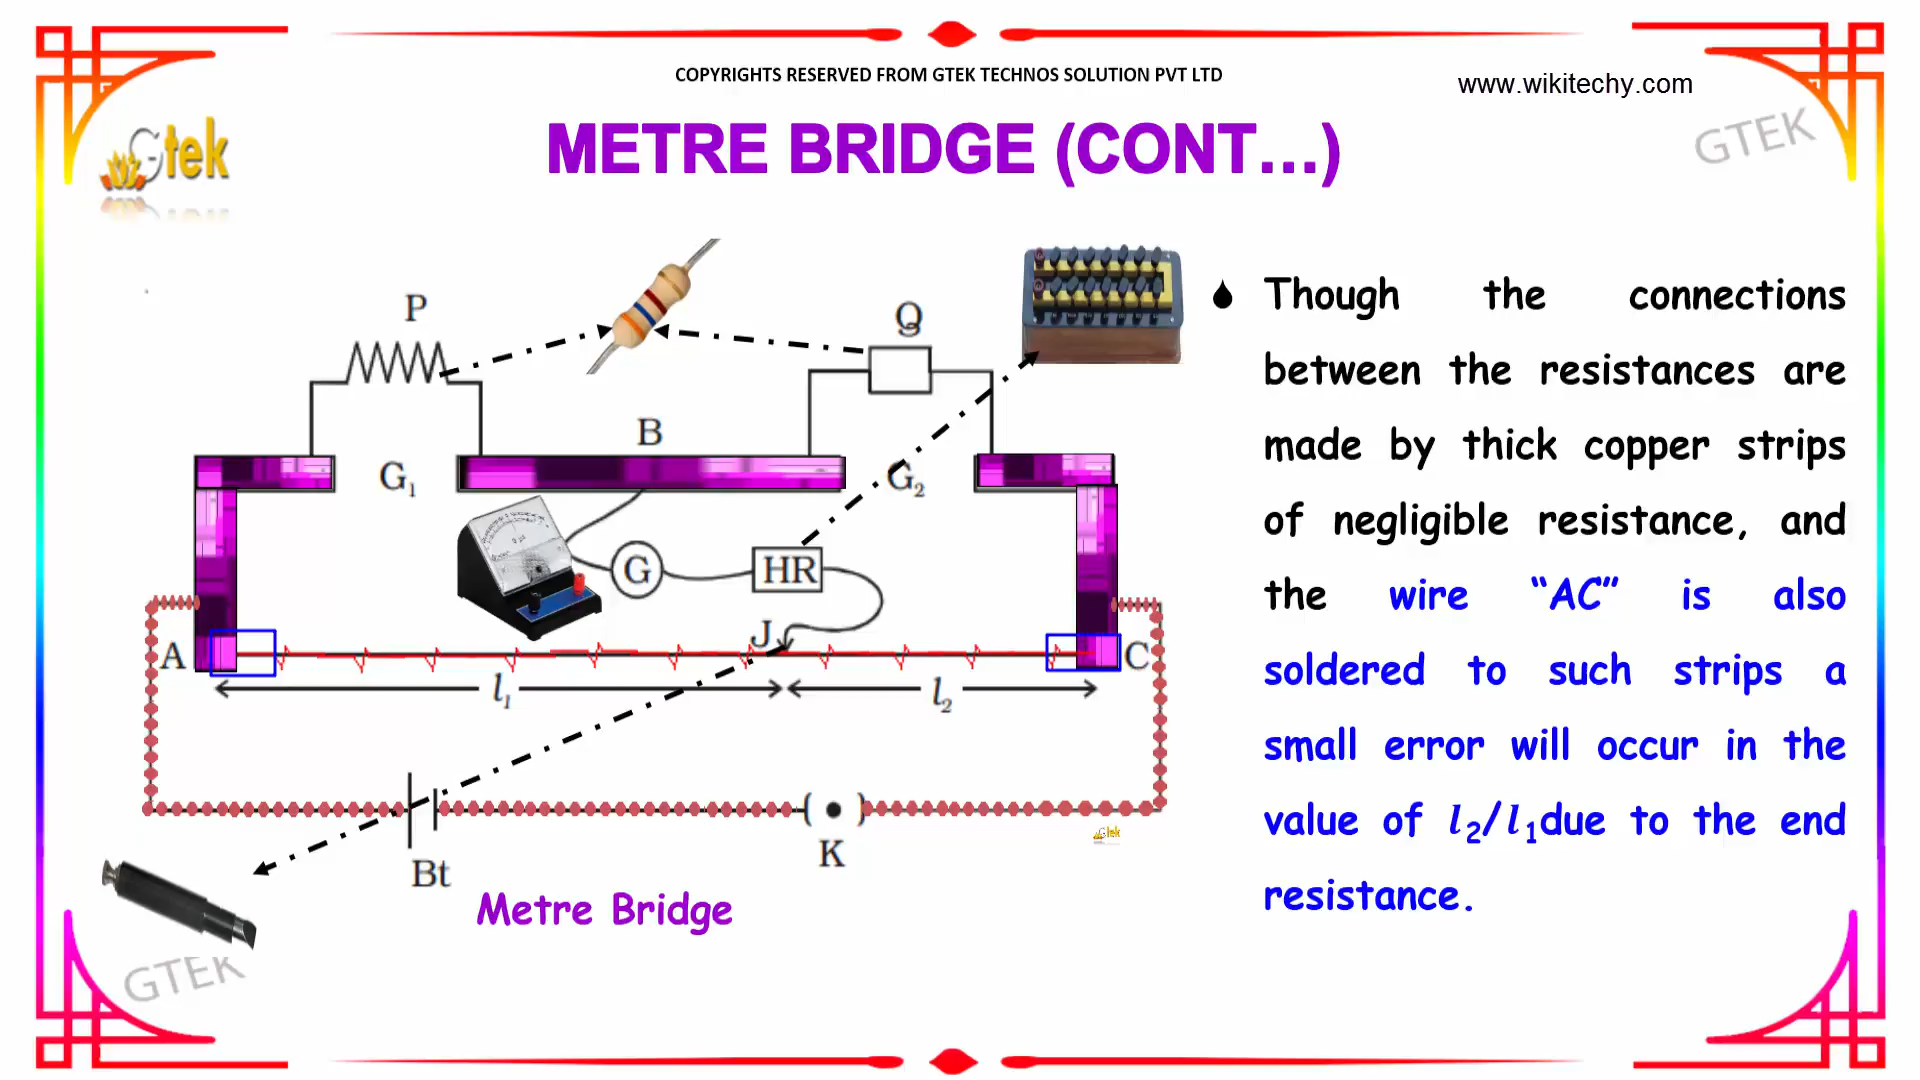 COPYRIGHTS RESERVED FROM GTEK TECHNOS SOLUTION PVT LTD
www.wikitechy.com
Gtek
GTEK
METRE BRIDGE (CONT...)
P
Q
B
G₁
G₂
G
HR
J
A
C
l₁
l₂
Bt
K
Gtek
Metre Bridge
GTEK
Though the connections
between the resistances are
made by thick copper strips
of negligible resistance, and
the wire “AC” is also
soldered to such strips a
small error will occur in the
value of l₂/l₁due to the end
resistance.